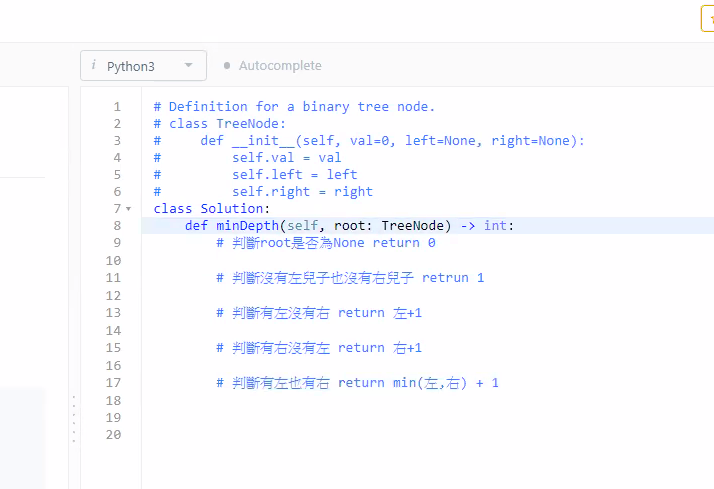 i Python3
Autocomplete
1 # Definition for a binary tree node.
2 # class TreeNode:
3 #     def __init__(self, val=0, left=None, right=None):
4 #         self.val = val
5 #         self.left = left
6 #         self.right = right
7 class Solution:
8     def minDepth(self, root: TreeNode) -> int:
9         # 判斷root是否為None return 0
10
11         # 判斷沒有左兒子也沒有右兒子 retrun 1
12
13         # 判斷有左沒有右 return 左+1
14
15         # 判斷有右沒有左 return 右+1
16
17         # 判斷有左也有右 return min(左,右) + 1
18
19
20